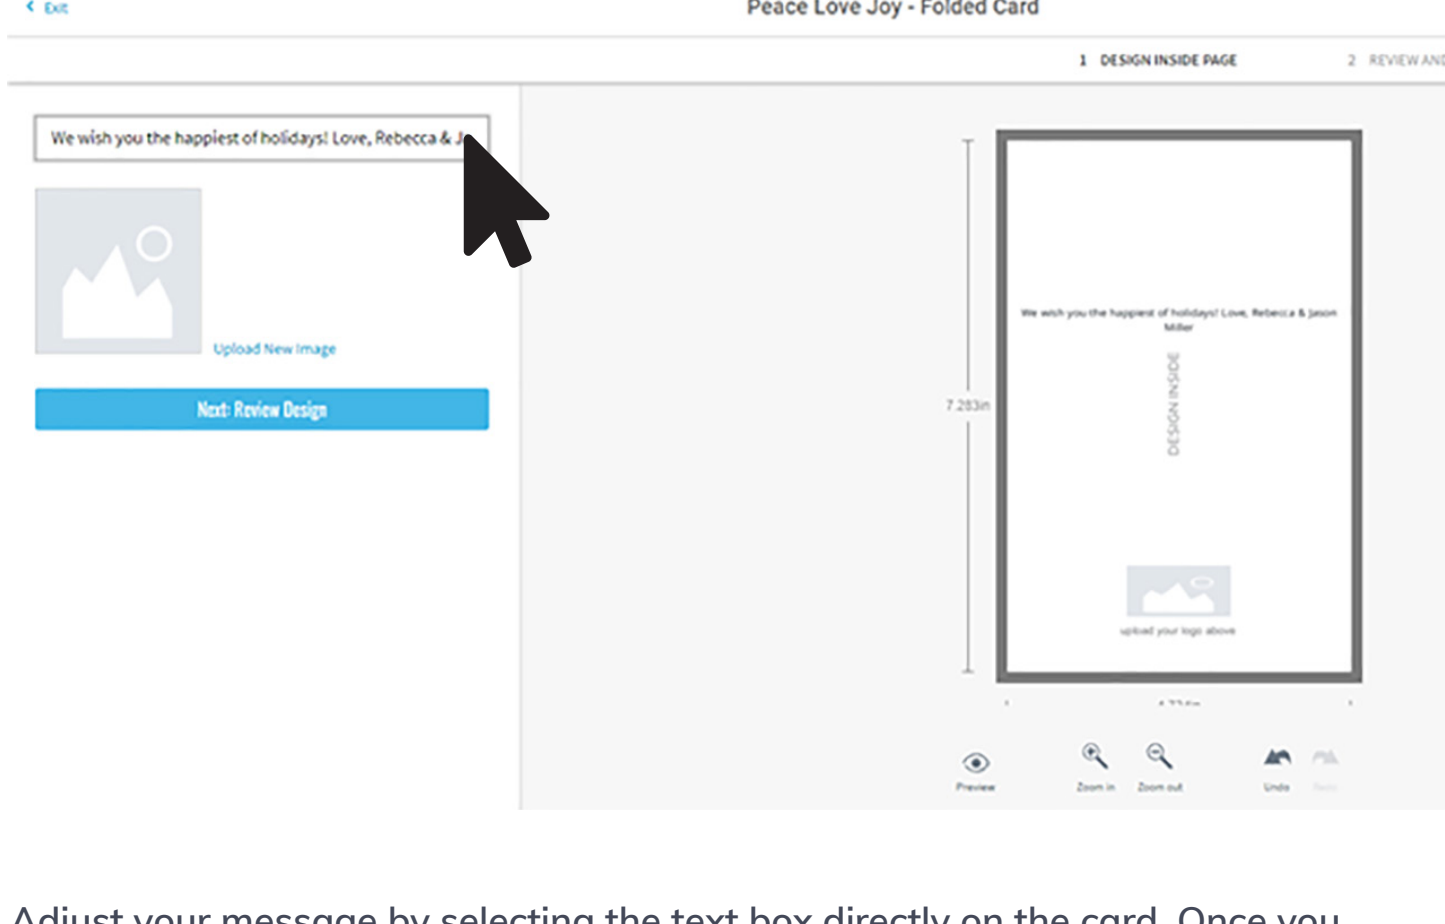 Exit
Peace Love Joy - Folded Card
1 DESIGN INSIDE PAGE
2 REVIEW AND
We wish you the happiest of holidays! Love, Rebecca & J
Upload New Image
Next: Review Design
7.283in
We wish you the happiest of holidays! Love, Rebecca & Jason
Miller
DESIGN INSIDE
upload your logo above
Preview
Zoom in
Zoom out
Undo
Adjust your message by selecting the text box directly on the card. Once you